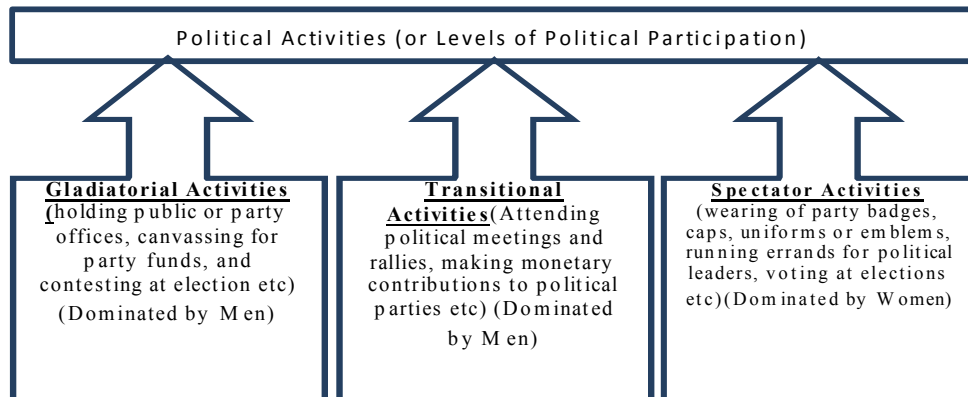 Political Activities (or Levels of Political Participation)
Gladiatorial Activities
(holding public or party
offices, canvassing for
party funds, and
contesting at election etc)
(Dominated by Men)
Transitional
Activities(Attending
political meetings and
rallies, making monetary
contributions to political
parties etc) (Dominated
by Men)
Spectator Activities
(wearing of party badges,
caps, uniforms or emblems,
running errands for political
leaders, voting at elections
etc)(Dominated by Women)